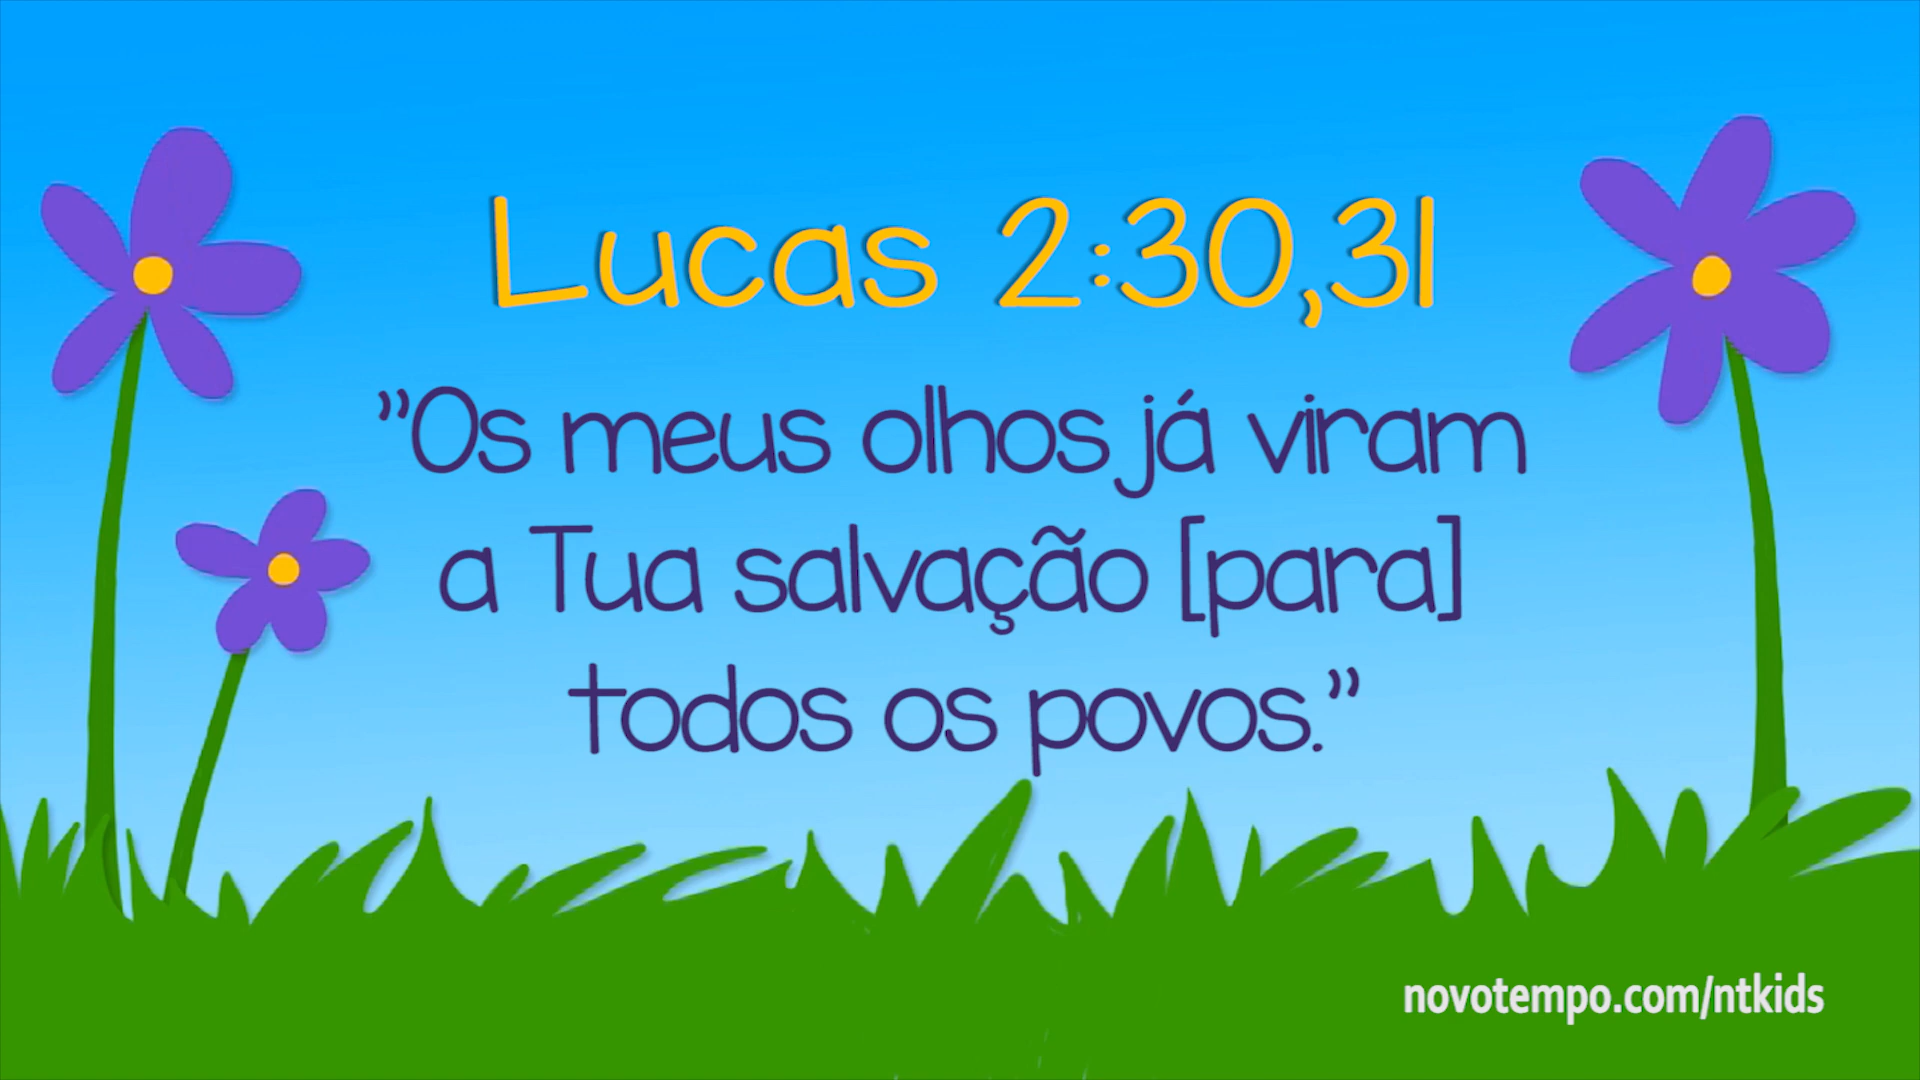 Lucas 2:30,31
”Os meus olhos já viram
a Tua salvação [para]
todos os povos.”
novotempo.com/ntkids